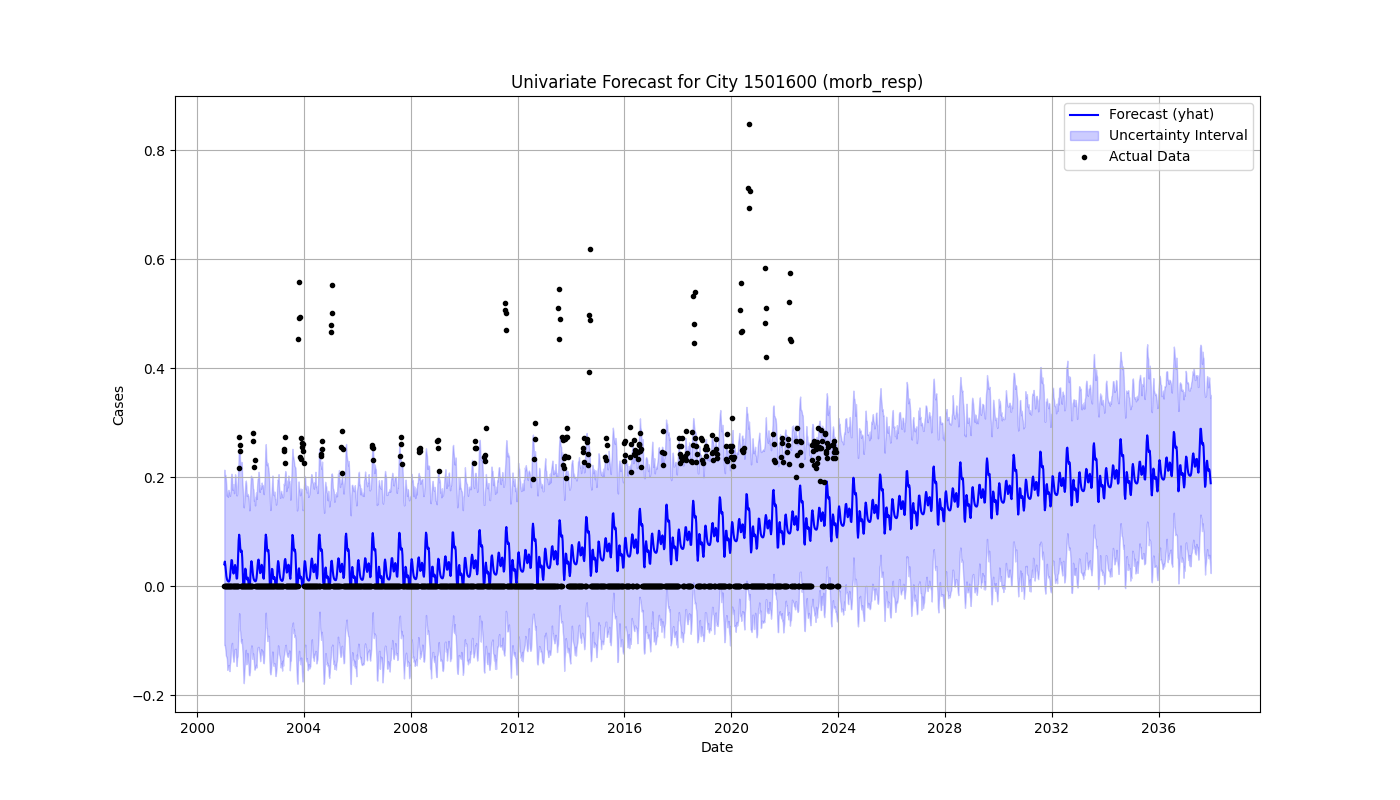 Univariate Forecast for City 1501600 (morb_resp)
Forecast (yhat)
Uncertainty Interval
Actual Data
Cases
0.8
0.6
0.4
0.2
0.0
−0.2
2000 2004 2008 2012 2016 2020 2024 2028 2032 2036
Date